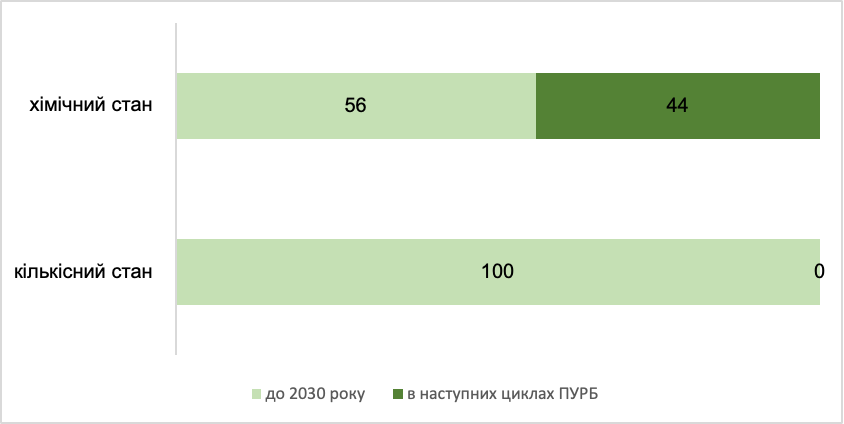 хімічний стан
56
44
кількісний стан
100
0
до 2030 року
в наступних циклах ПУРБ